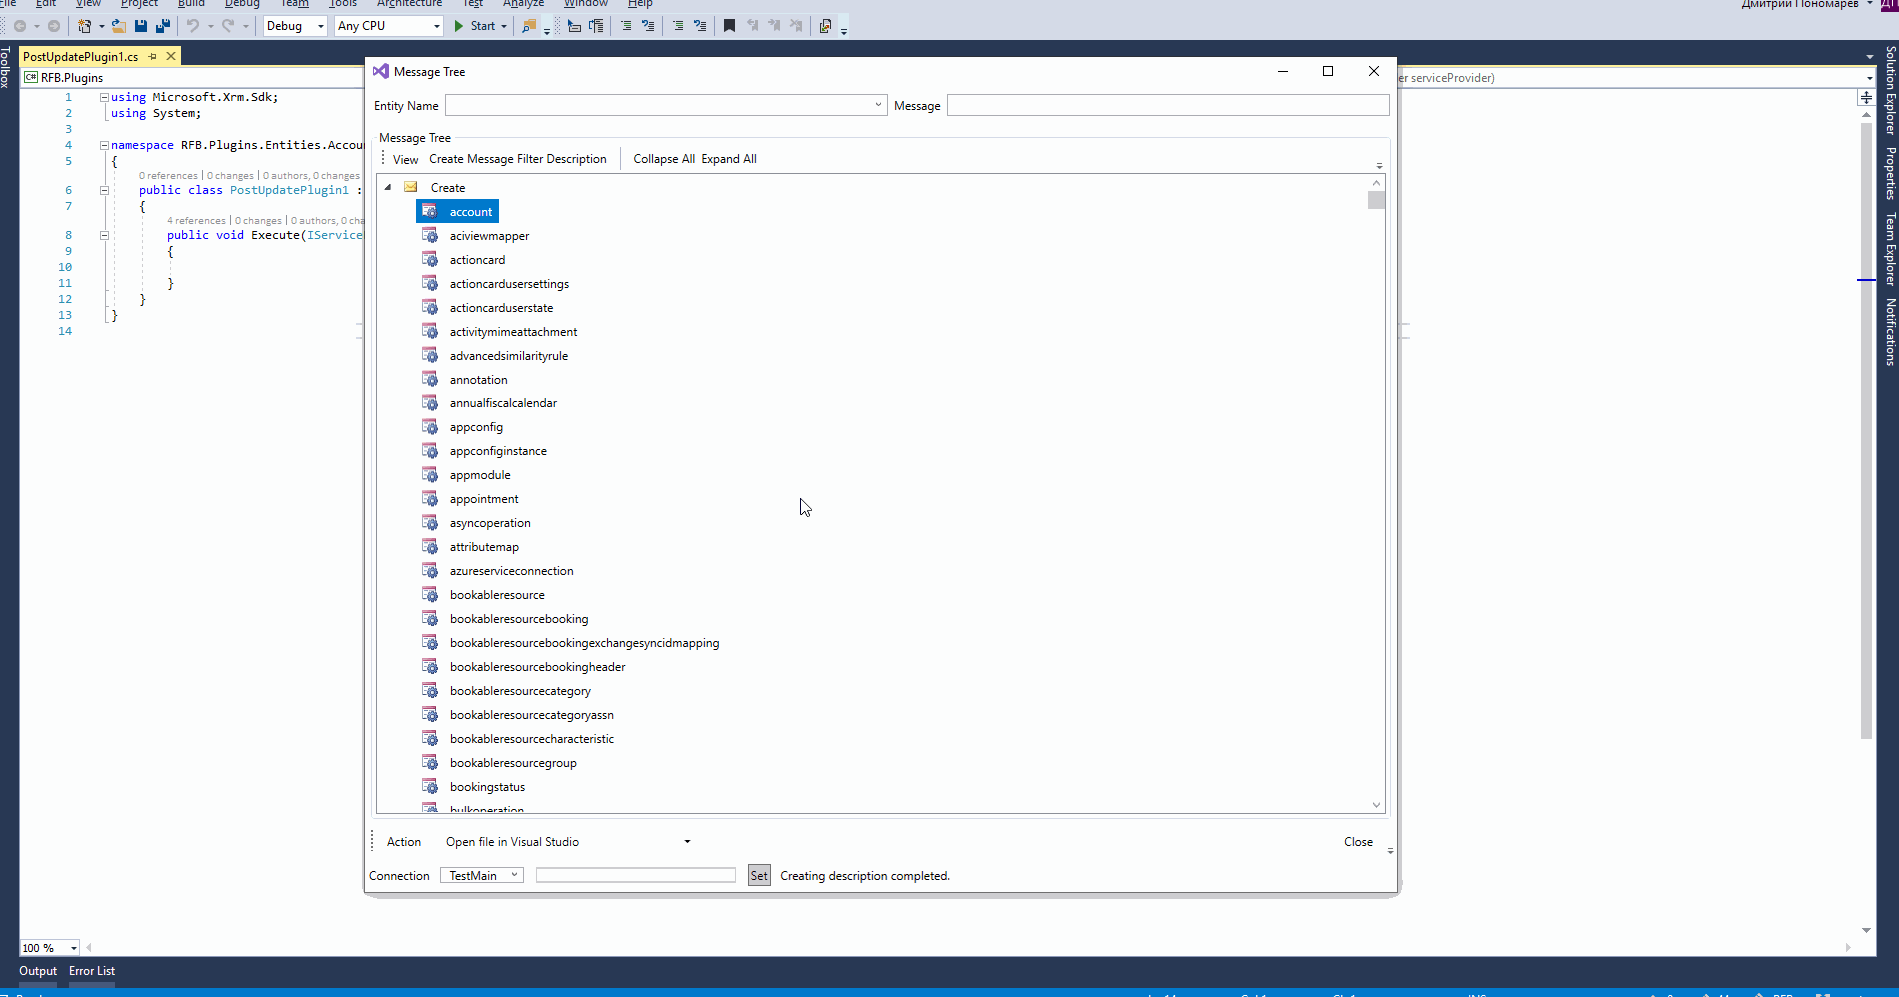 File Edit View Project Build Debug Team Tools Architecture Test Analyze Window Help
Дмитрий Пономарев ДП
Debug Any CPU Start
Toolbox
PostUpdatePlugin1.cs
RFB.Plugins
er serviceProvider)
1 using Microsoft.Xrm.Sdk;
2 using System;
3
4 namespace RFB.Plugins.Entities.Accou
5 {
0 references | 0 changes | 0 authors, 0 changes
6 public class PostUpdatePlugin1 :
7 {
4 references | 0 changes | 0 authors, 0 cha
8 public void Execute(IService
9 {
10
11 }
12 }
13 }
14
Message Tree
Entity Name Message
Message Tree
View Create Message Filter Description Collapse All Expand All
Create
account
aciviewmapper
actioncard
actioncardusersettings
actioncarduserstate
activitymimeattachment
advancedsimilarityrule
annotation
annualfiscalcalendar
appconfig
appconfiginstance
appmodule
appointment
asyncoperation
attributemap
azureserviceconnection
bookableresource
bookableresourcebooking
bookableresourcebookingexchangesyncidmapping
bookableresourcebookingheader
bookableresourcecategory
bookableresourcecategoryassn
bookableresourcecharacteristic
bookableresourcegroup
bookingstatus
bulkoperation
Action Open file in Visual Studio Close
Connection TestMain Set Creating description completed.
Solution Explorer
Properties
Team Explorer
Notifications
100 %
Output Error List